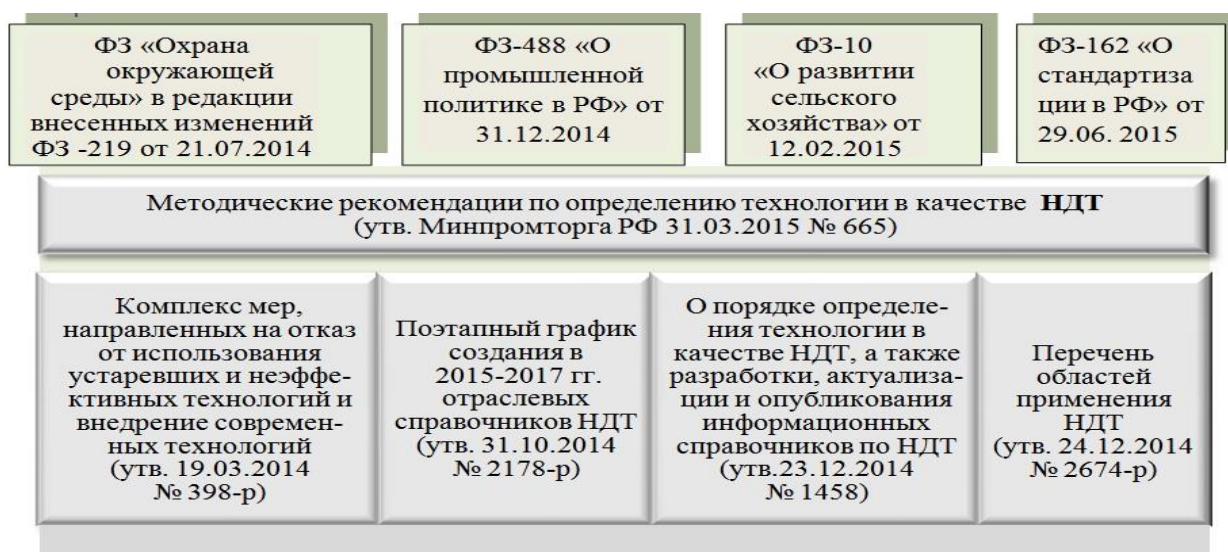 ФЗ «Охрана
окружающей
среды» в редакции
внесенных изменений
ФЗ -219 от 21.07.2014
ФЗ-488 «О
промышленной
политике в РФ» от
31.12.2014
ФЗ-10
«О развитии
сельского
хозяйства» от
12.02.2015
ФЗ-162 «О
стандартиза
ции в РФ» от
29.06. 2015
Методические рекомендации по определению технологии в качестве НДТ
(утв. Минпромторга РФ 31.03.2015 № 665)
Комплекс мер,
направленных на отказ
от использования
устаревших и неэффе-
ктивных технологий и
внедрение современ-
ных технологий
(утв. 19.03.2014
№ 398-р)
Поэтапный график
создания в
2015-2017 гг.
отраслевых
справочников НДТ
(утв. 31.10.2014
№ 2178-р)
О порядке определе-
ния технологии в
качестве НДТ, а также
разработки, актуализа-
ции и опубликования
информационных
справочников по НДТ
(утв.23.12.2014
№ 1458)
Перечень
областей
применения
НДТ
(утв. 24.12.2014
№ 2674-р)